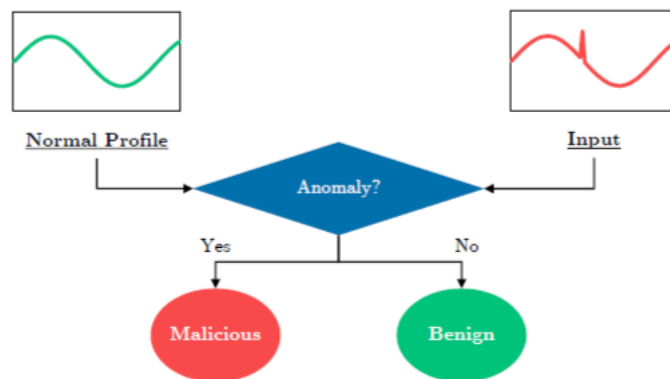 Normal Profile
Input
Anomaly?
Yes
No
Malicious
Benign